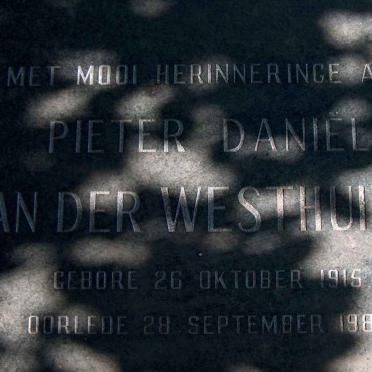 MET MOOI HERINNERINGE A
PIETER DANIEL
AN DER WESTHUI
GEBORE 26 OKTOBER 1915
OORLEDE 28 SEPTEMBER 198